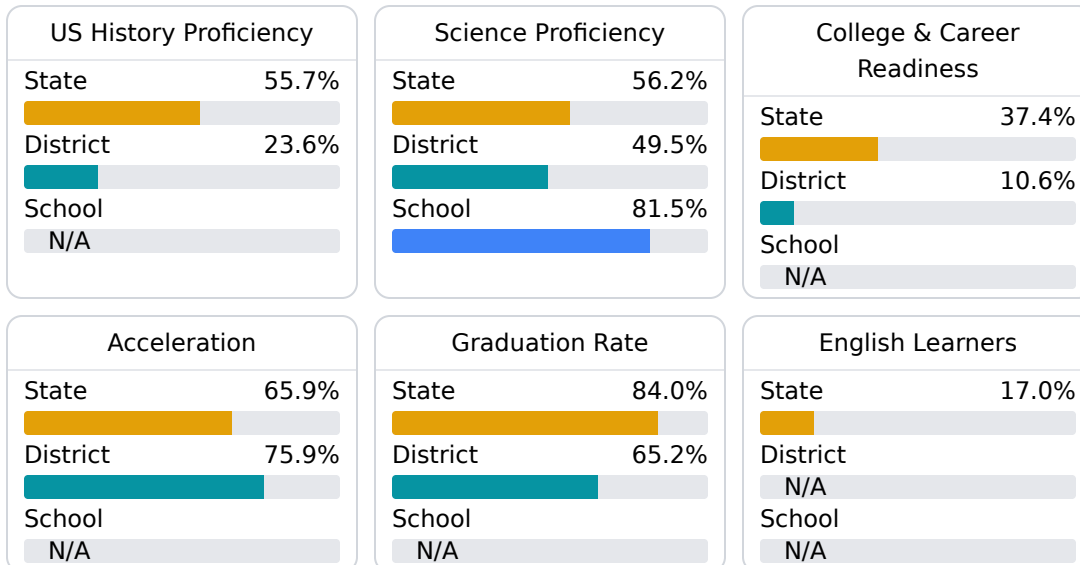 US History Proficiency
State 55.7%
District 23.6%
School
N/A
Science Proficiency
State 56.2%
District 49.5%
School 81.5%
College & Career
Readiness
State 37.4%
District 10.6%
School
N/A
Acceleration
State 65.9%
District 75.9%
School
N/A
Graduation Rate
State 84.0%
District 65.2%
School
N/A
English Learners
State 17.0%
District
N/A
School
N/A